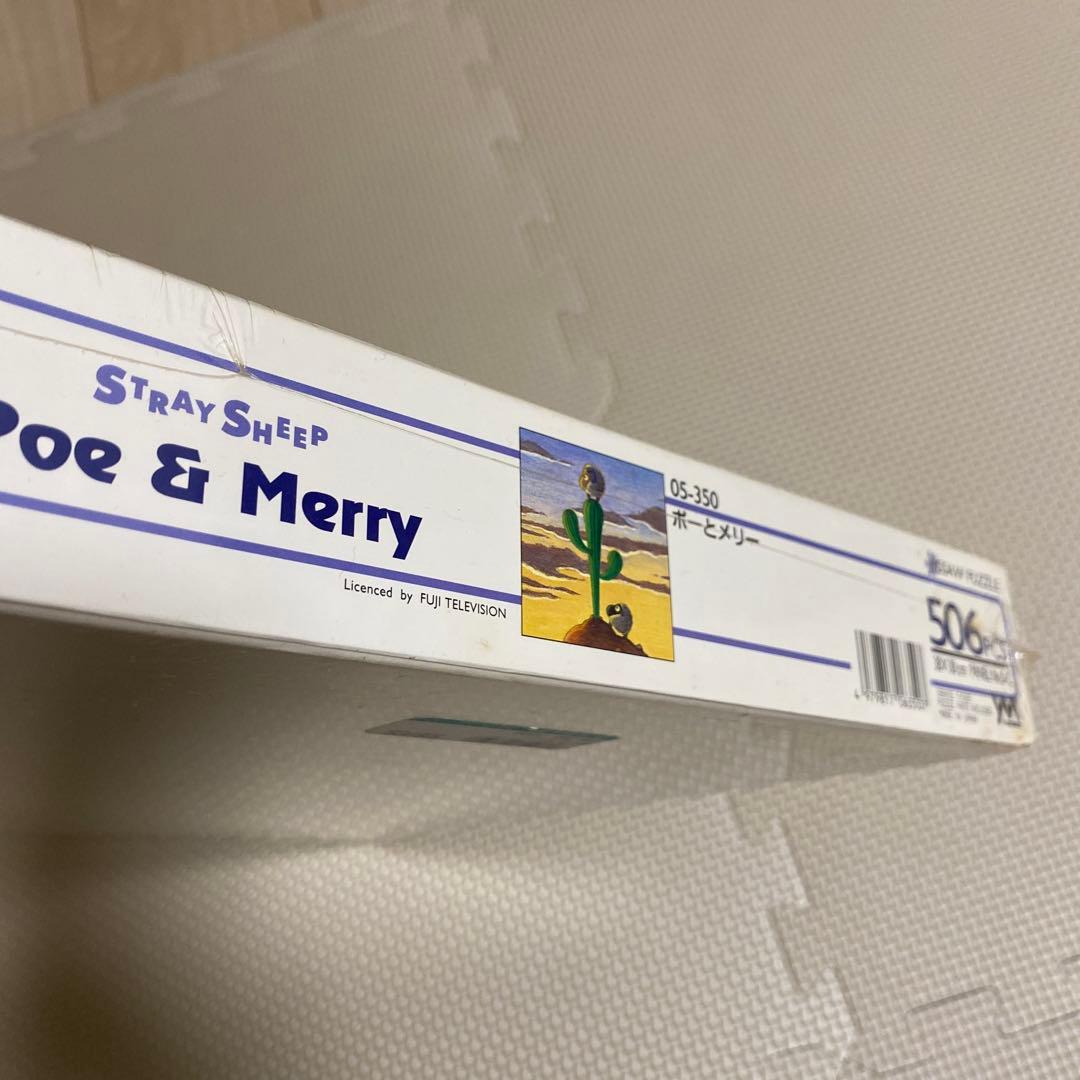 STRAY SHEEP
Poe & Merry
Licenced by FUJI TELEVISION
05-350
ポーとメリー
JIGSAW PUZZLE
506PCS